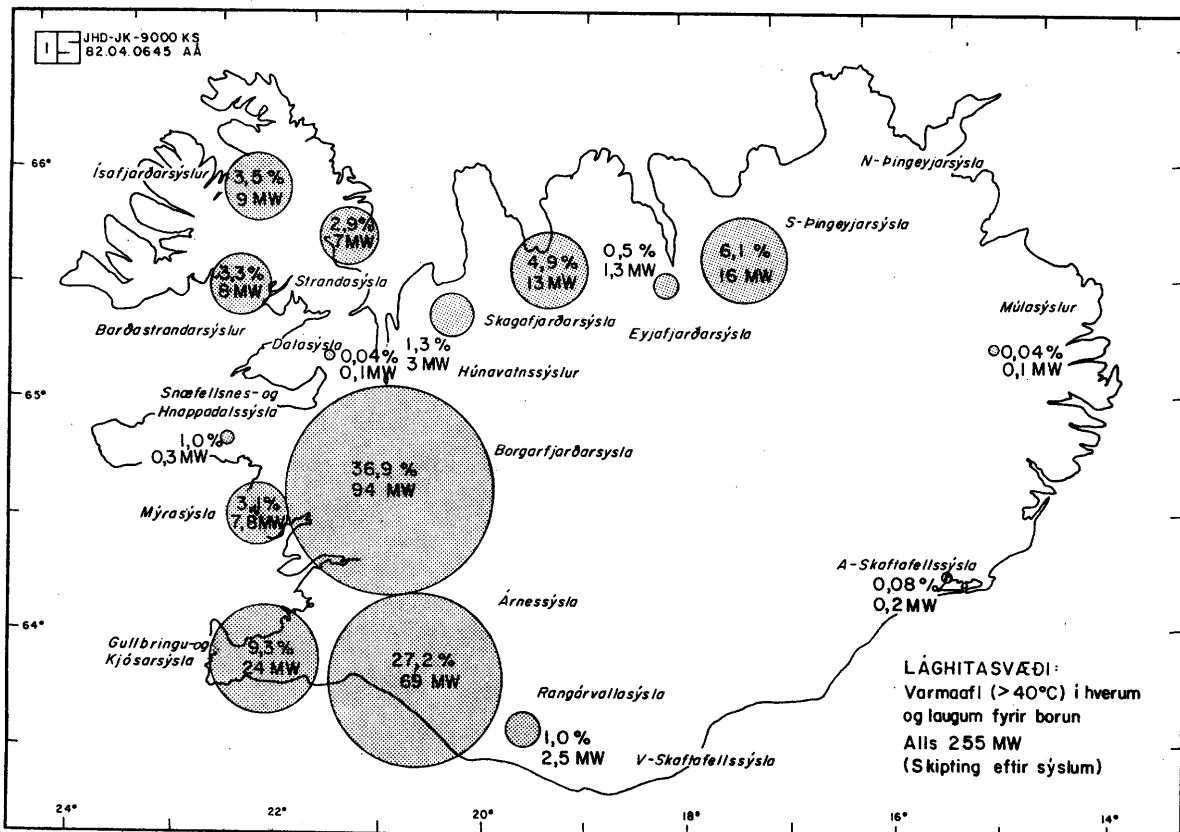 OS
JHD-JK-9000 KS
82.04.0645 AÁ
66°
65°
64°
24°
22°
20°
18°
16°
14°
Ísafjarðarsýslur
3,5 %
9 MW
2,9%
7MW
Strandasýsla
3,3%
8MW
Barðastrandarsýslur
Dalasýsla
0,04%
0,1MW
1,3 %
3 MW
Húnavatnssýslur
4,9 %
13 MW
Skagafjarðarsýsla
0,5 %
1,3 MW
Eyjafjarðarsýsla
6,1 %
16 MW
S-Þingeyjarsýsla
N-Þingeyjarsýsla
Múlasýslur
0,04%
0,1 MW
Snæfellsnes-og
Hnappadalssýsla
1,0 %
0,3 MW
36,9 %
94 MW
Borgarfjarðarsýsla
3,1%
7,8MW
Mýrasýsla
A-Skaftafellssýsla
0,08%
0,2MW
Árnessýsla
27,2 %
69 MW
Gullbringu-og
Kjósarsýsla
9,3%
24 MW
Rangárvallasýsla
1,0 %
2,5 MW
V-Skaftafellssýsla
LÁGHITASVÆÐI:
Varmaafl (>40°C) í hverum
og laugum fyrir borun
Alls 255 MW
(Skipting eftir sýslum)